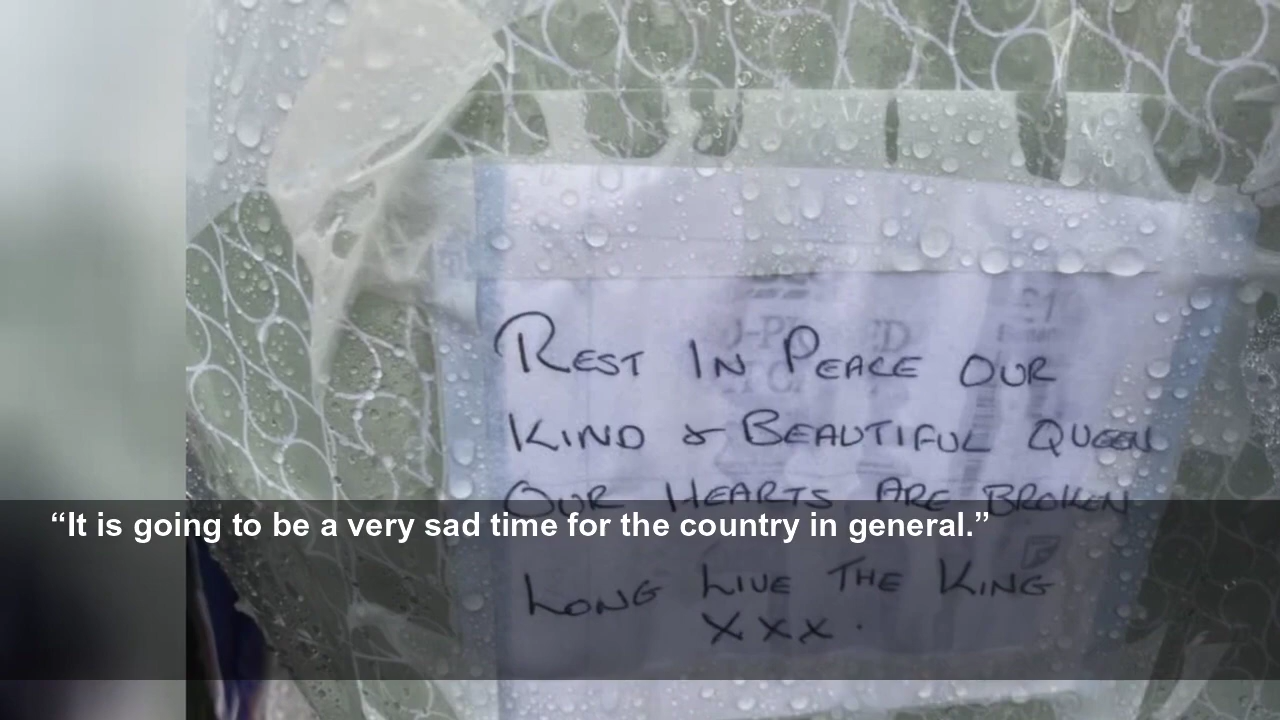 REST IN PEACE OUR
KIND & BEAUTIFUL QUEEN
OUR HEARTS ARE BROKEN
“It is going to be a very sad time for the country in general.”
LONG LIVE THE KING
XXX.